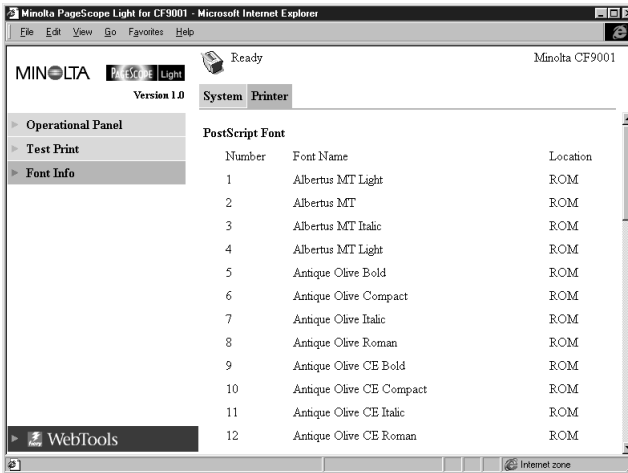 Minolta PageScope Light for CF9001 - Microsoft Internet Explorer
File Edit View Go Favorites Help
MINOLTA PAGESCOPE Light
Version 1.0
Ready
Minolta CF9001
System Printer
Operational Panel
Test Print
Font Info
PostScript Font
Number Font Name Location
1 Albertus MT Light ROM
2 Albertus MT ROM
3 Albertus MT Italic ROM
4 Albertus MT Light ROM
5 Antique Olive Bold ROM
6 Antique Olive Compact ROM
7 Antique Olive Italic ROM
8 Antique Olive Roman ROM
9 Antique Olive CE Bold ROM
10 Antique Olive CE Compact ROM
11 Antique Olive CE Italic ROM
12 Antique Olive CE Roman ROM
WebTools
Internet zone